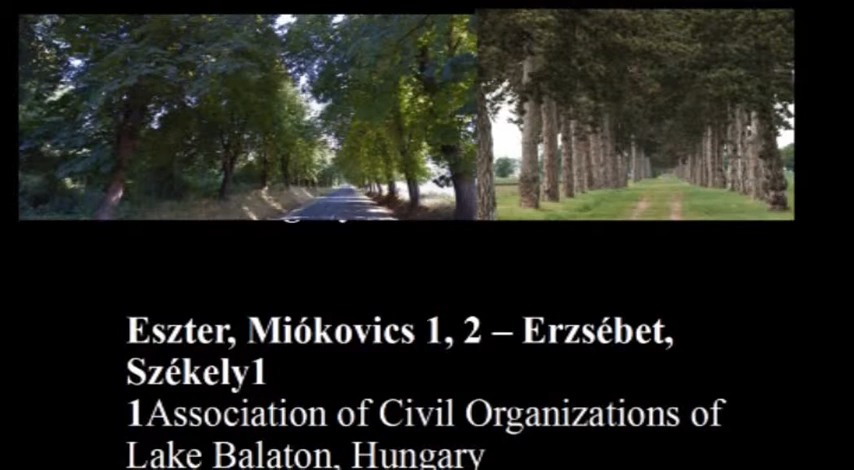 Eszter, Miókovics 1, 2 – Erzsébet,
Székely1
1Association of Civil Organizations of
Lake Balaton, Hungary